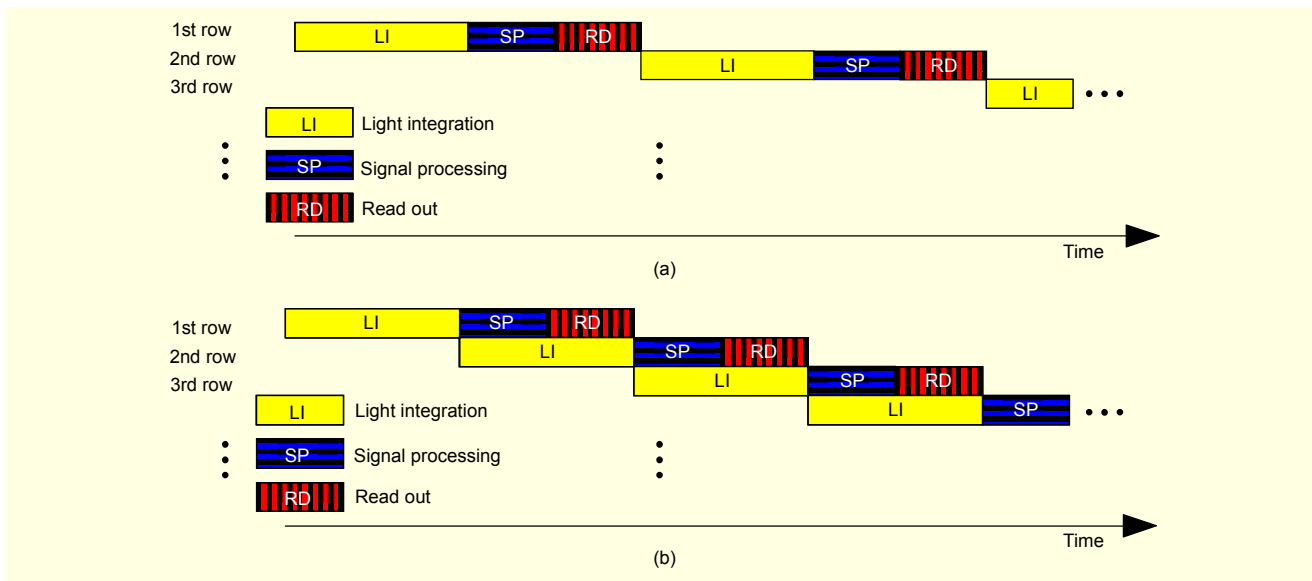 1st row
LI SP RD
2nd row
LI SP RD
3rd row
LI
LI Light integration
SP Signal processing
RD Read out
Time
(a)
LI SP RD
1st row
LI SP RD
2nd row
LI SP RD
3rd row
LI SP
LI Light integration
SP Signal processing
RD Read out
Time
(b)